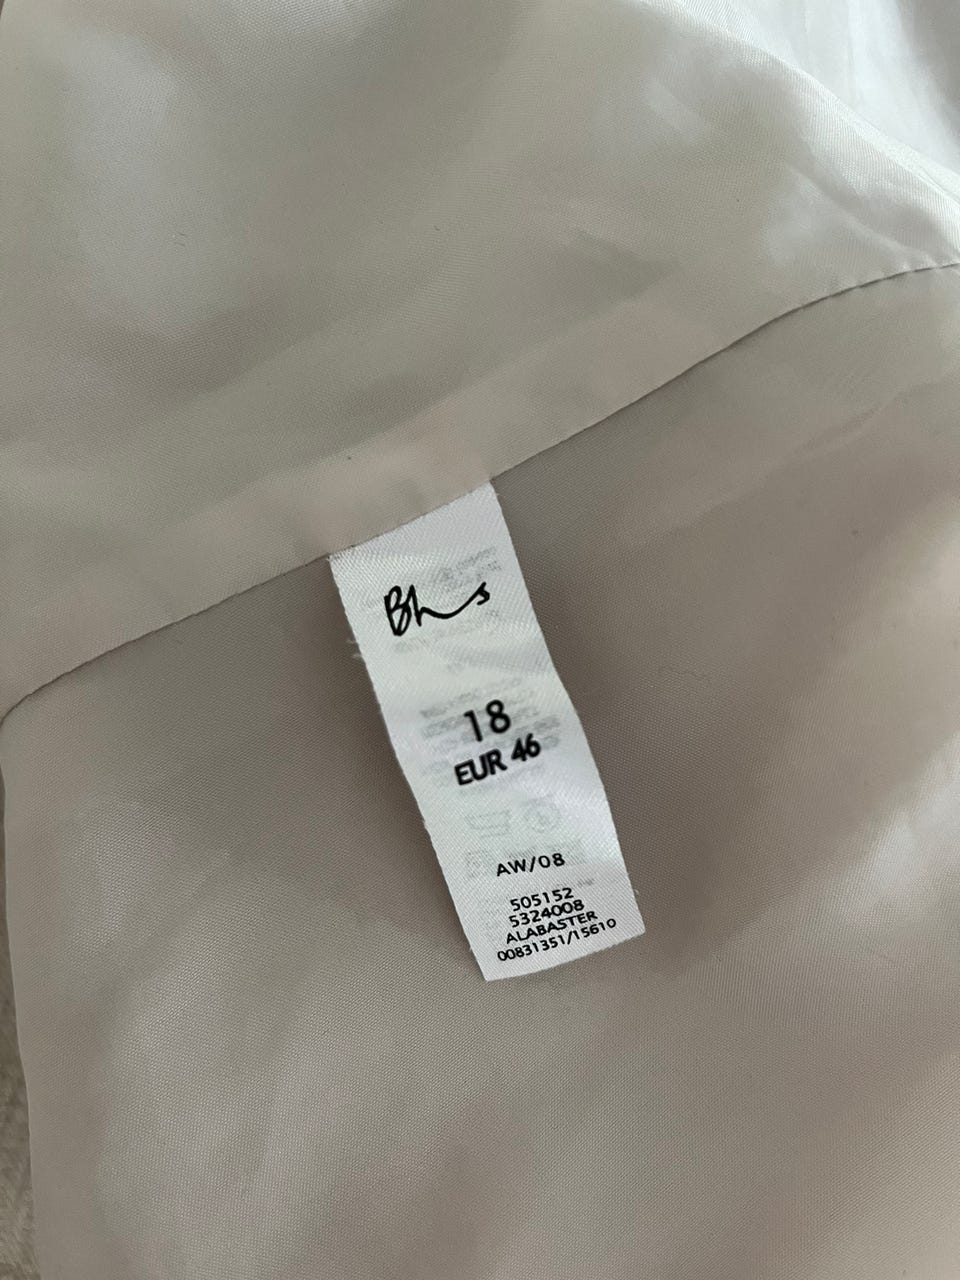 Bhs
18
EUR 46
AW/08
505152
5324008
ALABASTER
00831351/15610